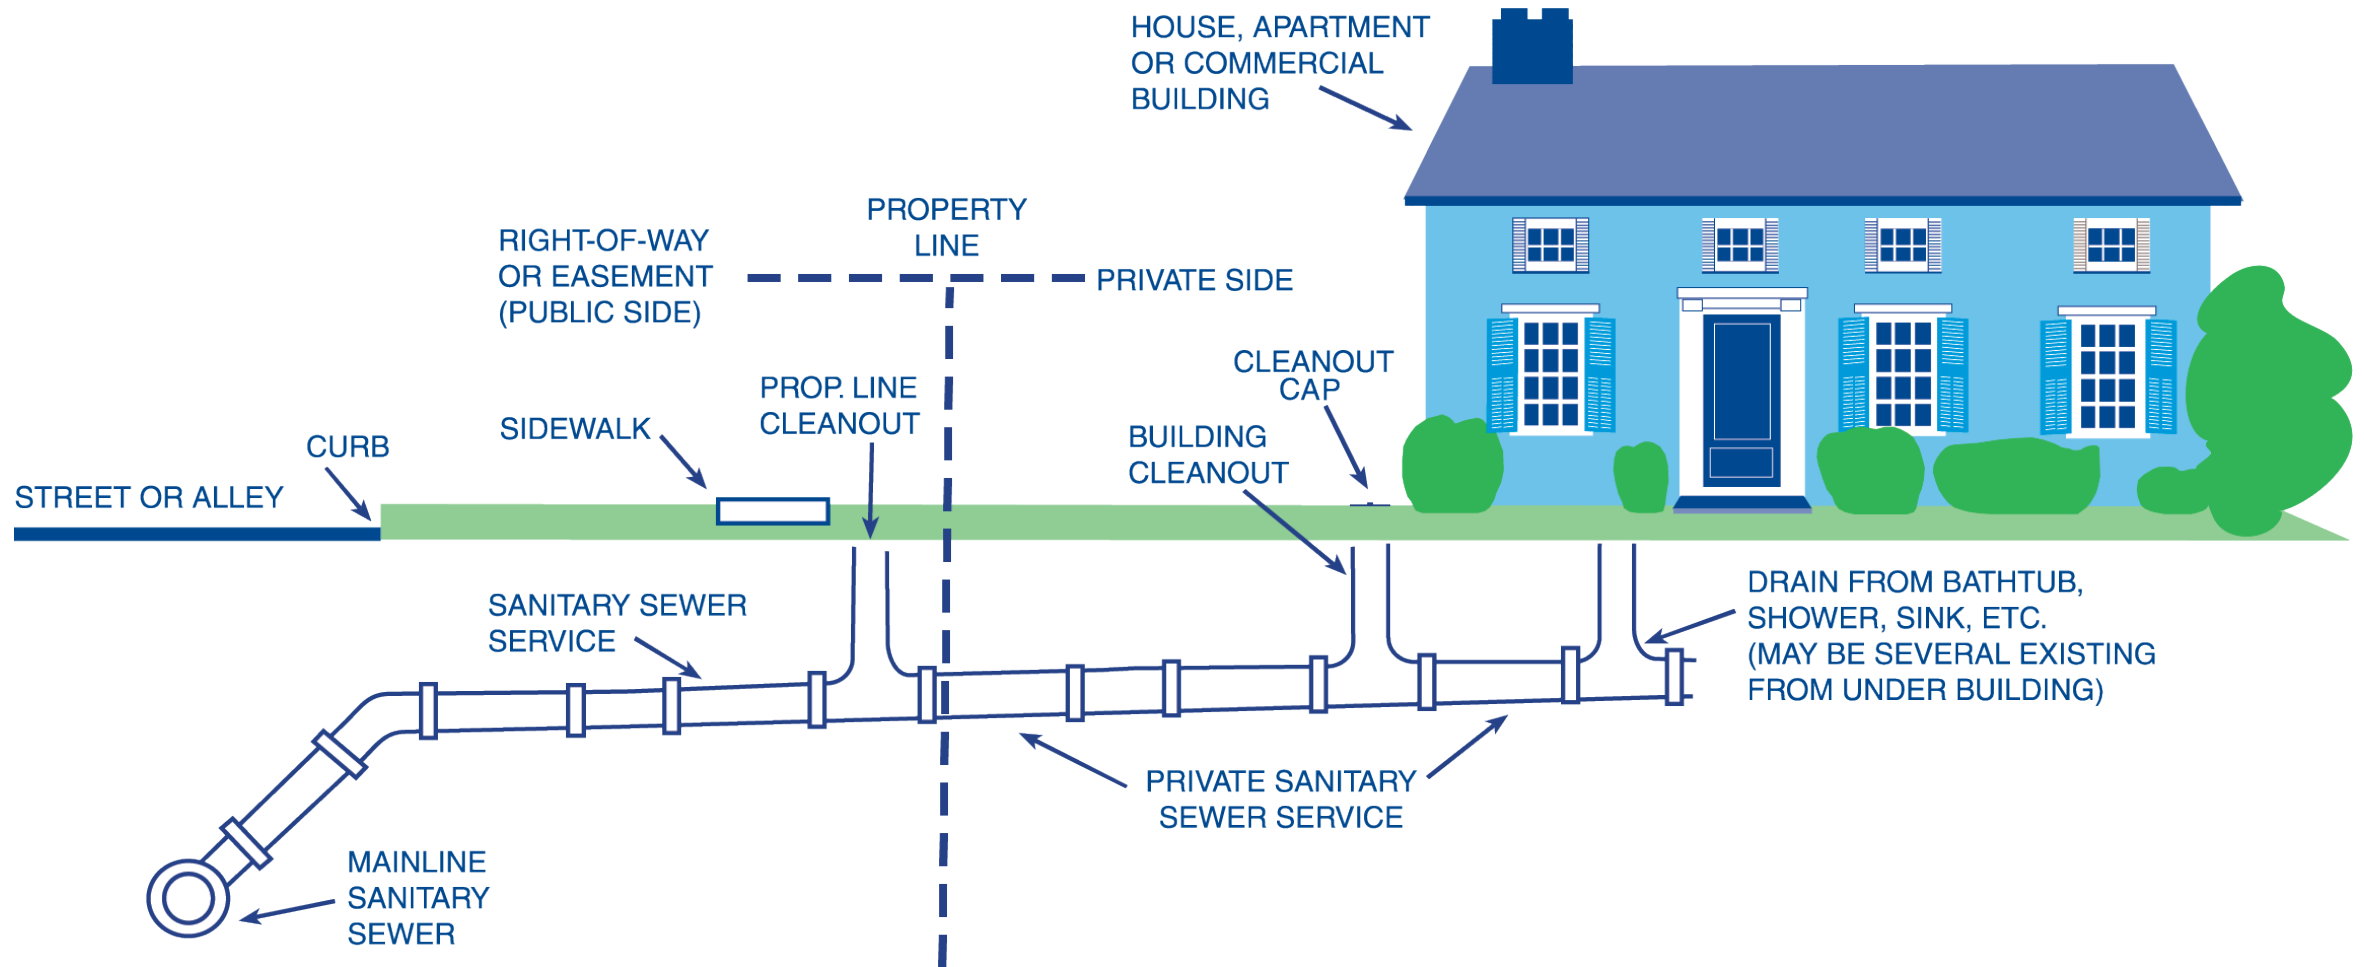 HOUSE, APARTMENT
OR COMMERCIAL
BUILDING
PROPERTY
LINE
RIGHT-OF-WAY
OR EASEMENT
(PUBLIC SIDE)
PRIVATE SIDE
CLEANOUT
CAP
PROP. LINE
CLEANOUT
SIDEWALK
BUILDING
CLEANOUT
CURB
STREET OR ALLEY
SANITARY SEWER
SERVICE
DRAIN FROM BATHTUB,
SHOWER, SINK, ETC.
(MAY BE SEVERAL EXISTING
FROM UNDER BUILDING)
PRIVATE SANITARY
SEWER SERVICE
MAINLINE
SANITARY
SEWER